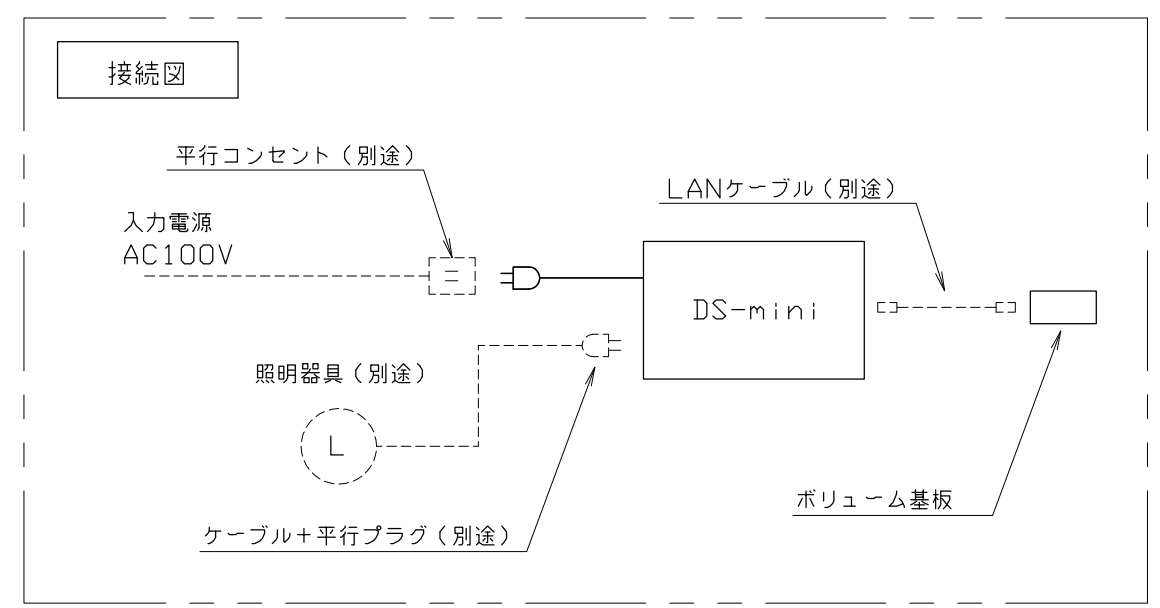 接続図
平行コンセント（別途）
LANケーブル（別途）
入力電源
AC100V
DS-mini
照明器具（別途）
L
ボリューム基板
ケーブル＋平行プラグ（別途）